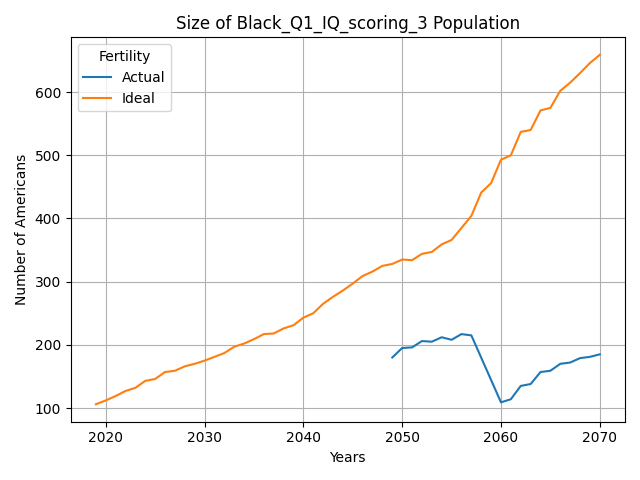 Size of Black_Q1_IQ_scoring_3 Population
Fertility
Actual
Ideal
Number of Americans
600
500
400
300
200
100
2020
2030
2040
2050
2060
2070
Years